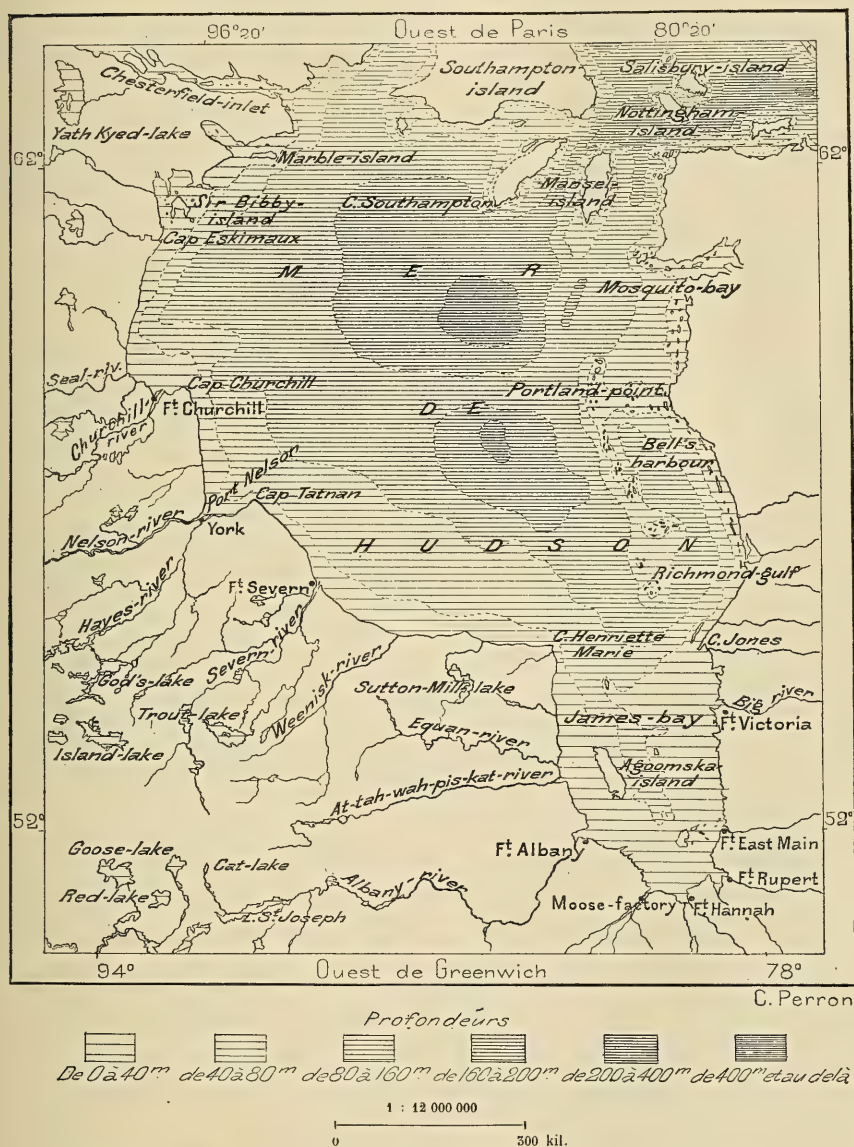 96°20' Ouest de Paris 80°20'
Chesterfield-inlet
Southampton
island
Salisbury-island
Nottingham-
island
Yath Kyed-lake
62°
62°
Marble-island
Mansel-
island
C. Southampton
Sir Bibby-
island
Cap Eskimaux
MER
Mosquito-bay
Seal-riv.
Cap Churchill
Portland-point
Ft. Churchill
DE
Churchill-
river
Bell's
harbour
Port Nelson
Cap Tatnan
Nelson-river
York
HUDSON
Richmond-gulf
Ft. Severn
Hayes-river
C. Henriette
Marie
C. Jones
Severn-river
God's-lake
Weenisk-river
Sutton-Mill-lake
Big river
Trout-lake
James-bay
Ft. Victoria
Equan-river
Island-lake
Agoomska-
island
At-tah-wah-pis-kat-river
52°
52°
Goose-lake
Ft. Albany
Ft. East Main
Cat-lake
Red-lake
Albany-river
Ft. Rupert
L. St. Joseph
Moose-factory
Ft. Hannah
94° Ouest de Greenwich 78°
C. Perron
Profondeurs
De 0 à 40m de 40 à 80m de 80 à 160m de 160 à 200m de 200 à 400m de 400m et au delà
1 : 12 000 000
0 300 kil.